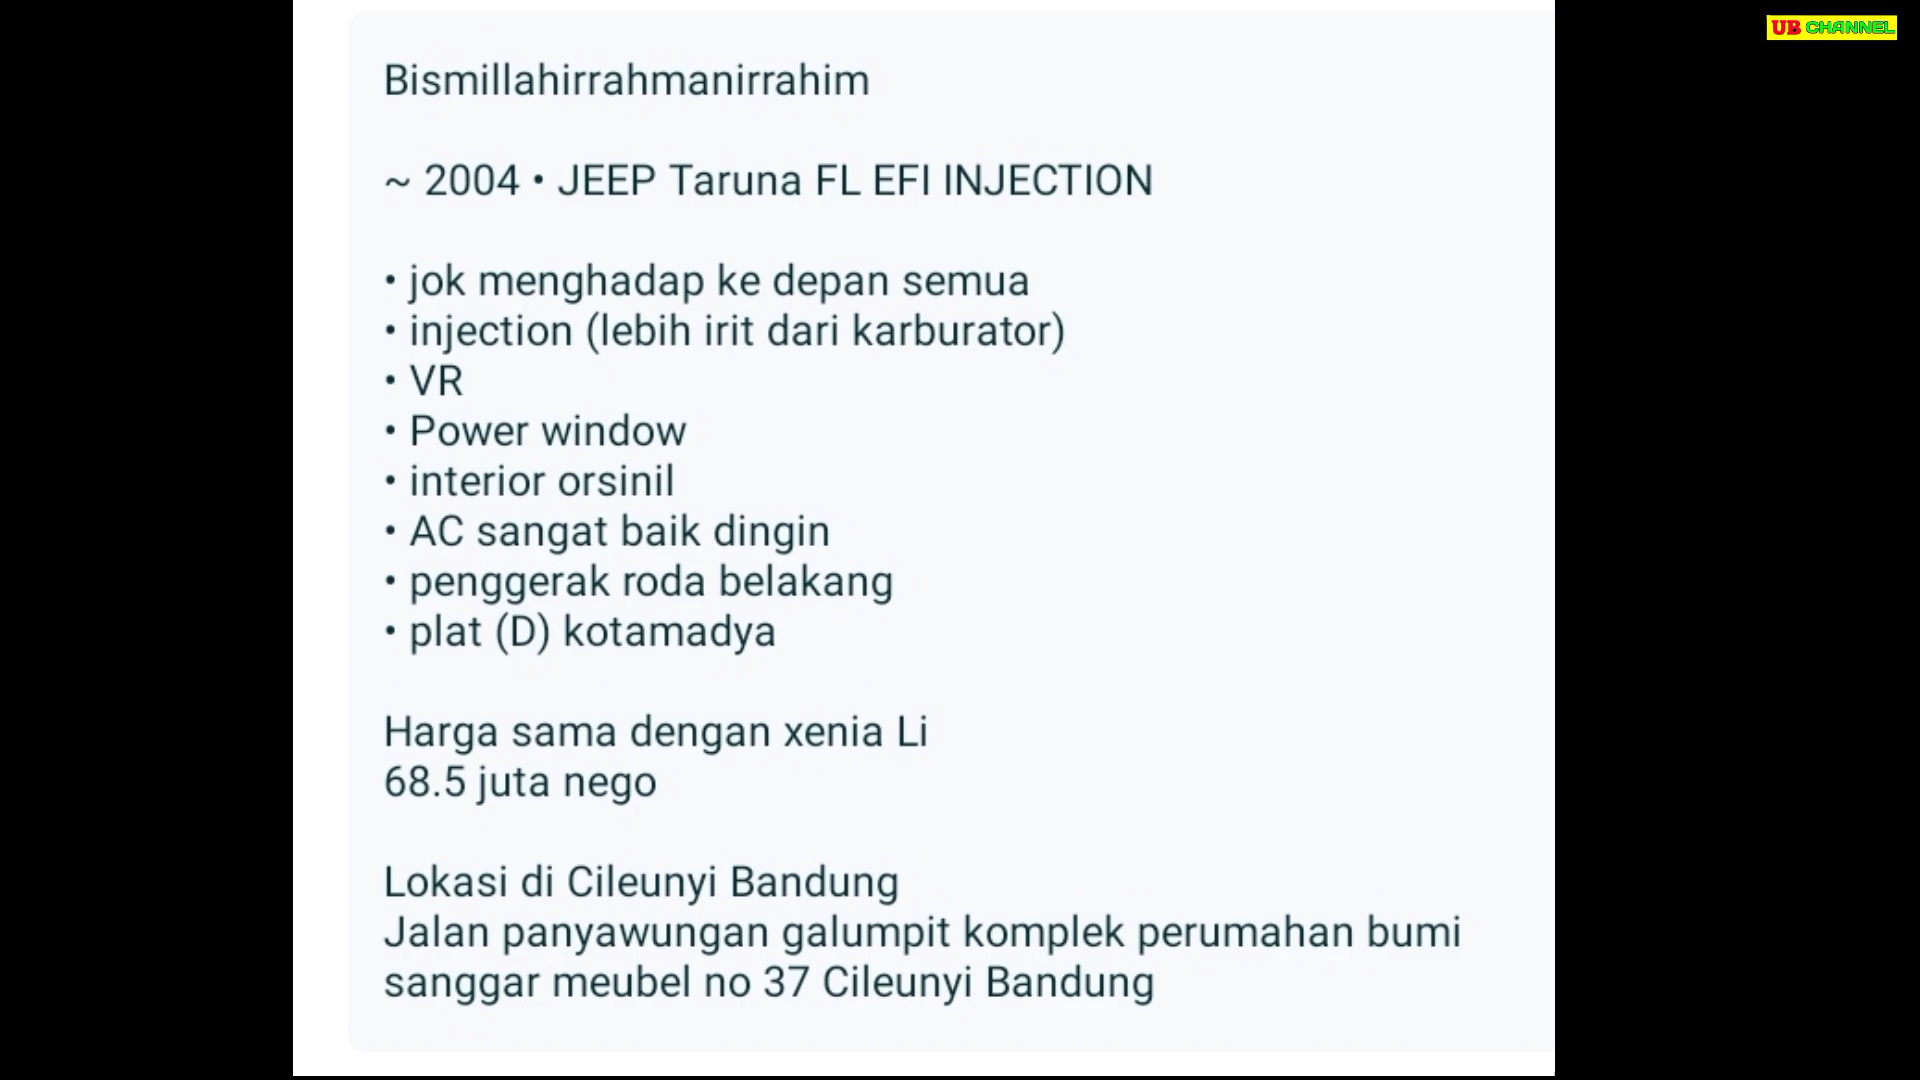 UB CHANNEL
Bismillahirrahmanirrahim
~ 2004 • JEEP Taruna FL EFI INJECTION
• jok menghadap ke depan semua
• injection (lebih irit dari karburator)
• VR
• Power window
• interior orsinil
• AC sangat baik dingin
• penggerak roda belakang
• plat (D) kotamadya
Harga sama dengan xenia Li
68.5 juta nego
Lokasi di Cileunyi Bandung
Jalan panyawungan galumpit komplek perumahan bumi
sanggar meubel no 37 Cileunyi Bandung